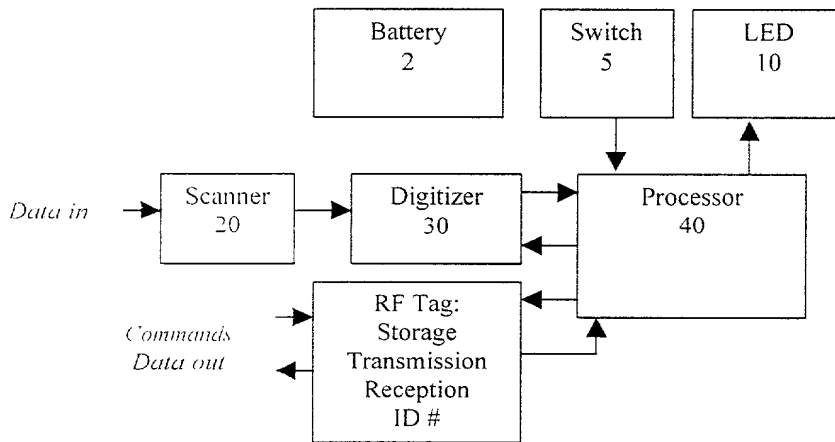 Battery
2
Switch
5
LED
10
Data in
Scanner
20
Digitizer
30
Processor
40
Commands
Data out
RF Tag:
Storage
Transmission
Reception
ID #